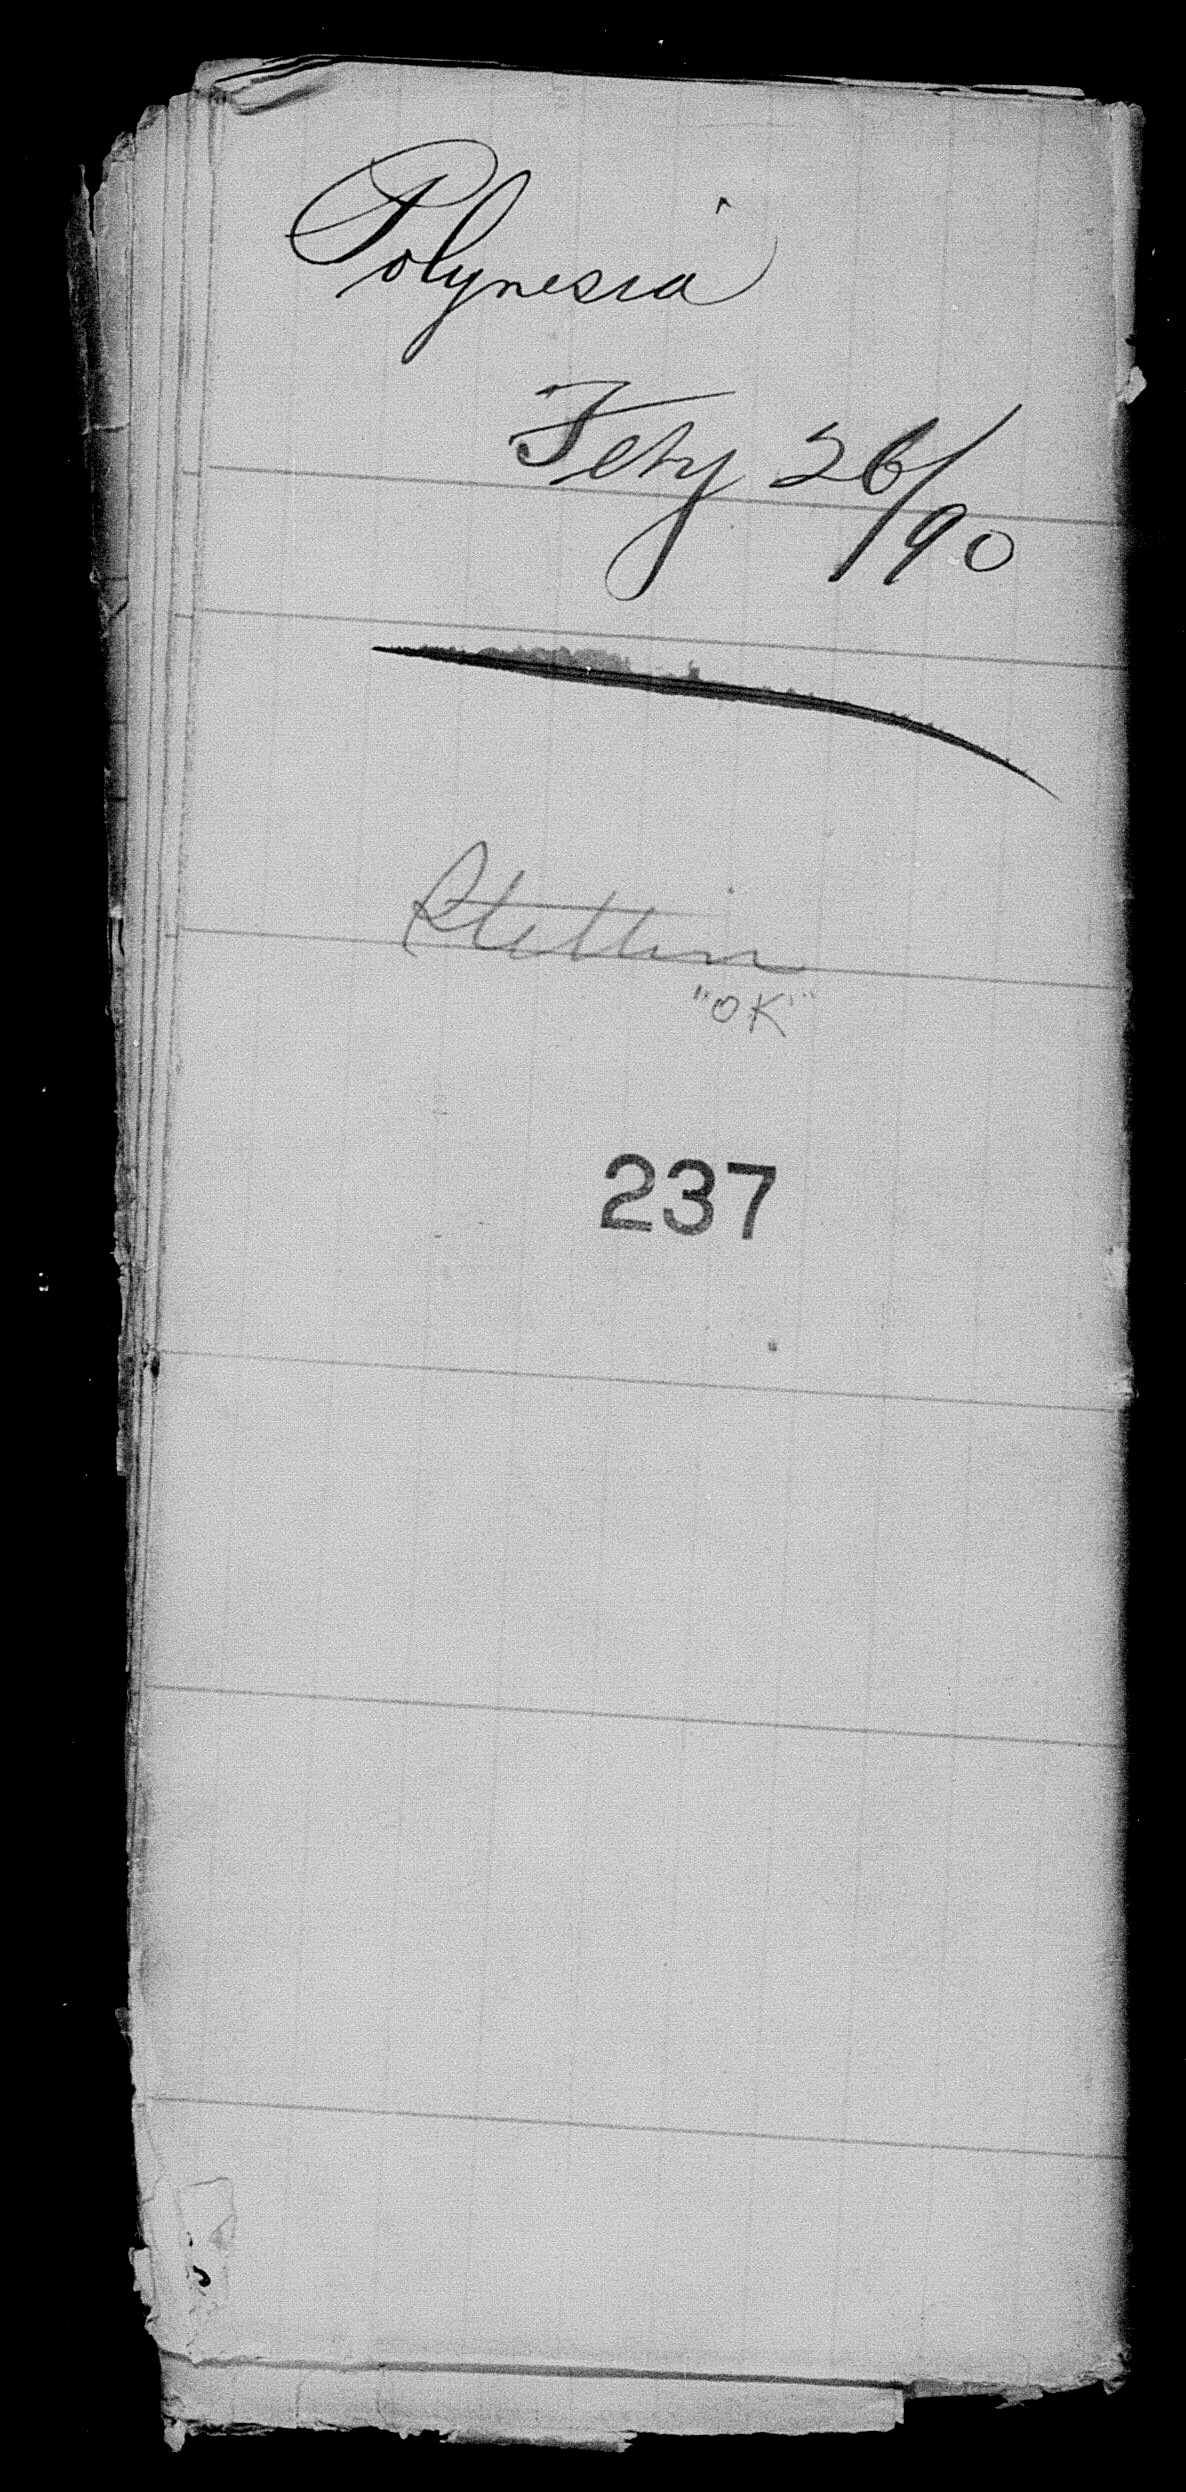 Polynesia
Feby 26/90
Stettin
"OK"
237